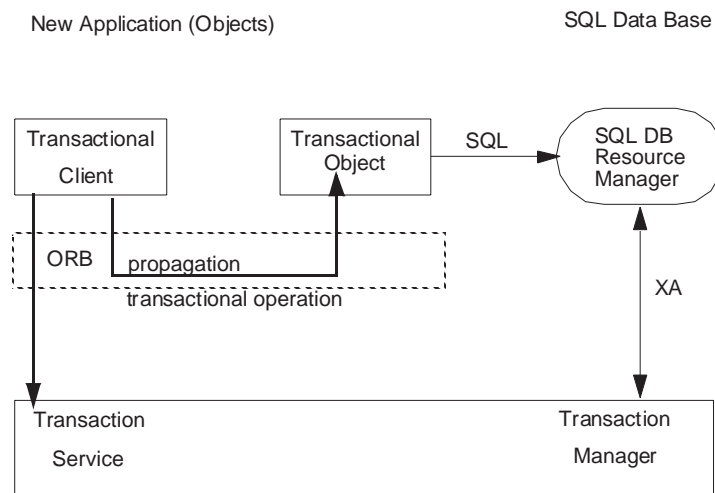 New Application (Objects)
SQL Data Base
Transactional
Client
Transactional
Object
SQL
SQL DB
Resource
Manager
ORB
propagation
transactional operation
XA
Transaction
Service
Transaction
Manager